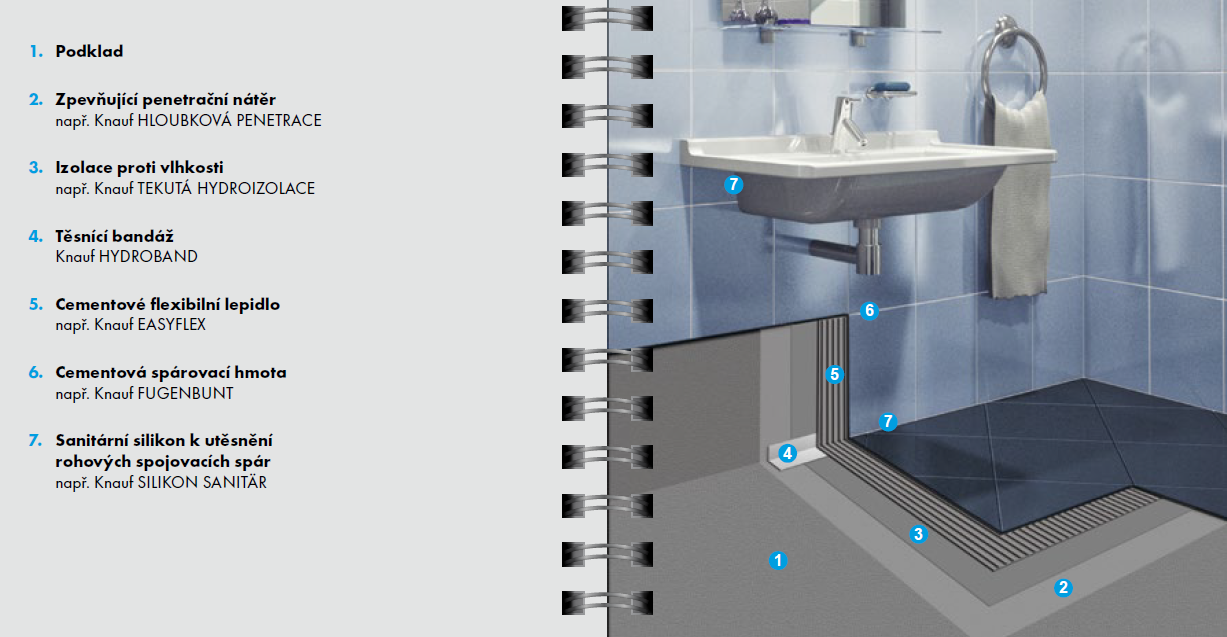 1. Podklad
2. Zpevňující penetrační nátěr
např. Knauf HLOUBKOVÁ PENETRACE
3. Izolace proti vlhkosti
např. Knauf TEKUTÁ HYDROIZOLACE
4. Těsnící bandáž
Knauf HYDROBAND
5. Cementové flexibilní lepidlo
např. Knauf EASYFLEX
6. Cementová spárovací hmota
např. Knauf FUGENBUNT
7. Sanitární silikon k utěsnění
rohových spojovacích spár
např. Knauf SILIKON SANITÄR
7
6
5
7
4
3
1
2